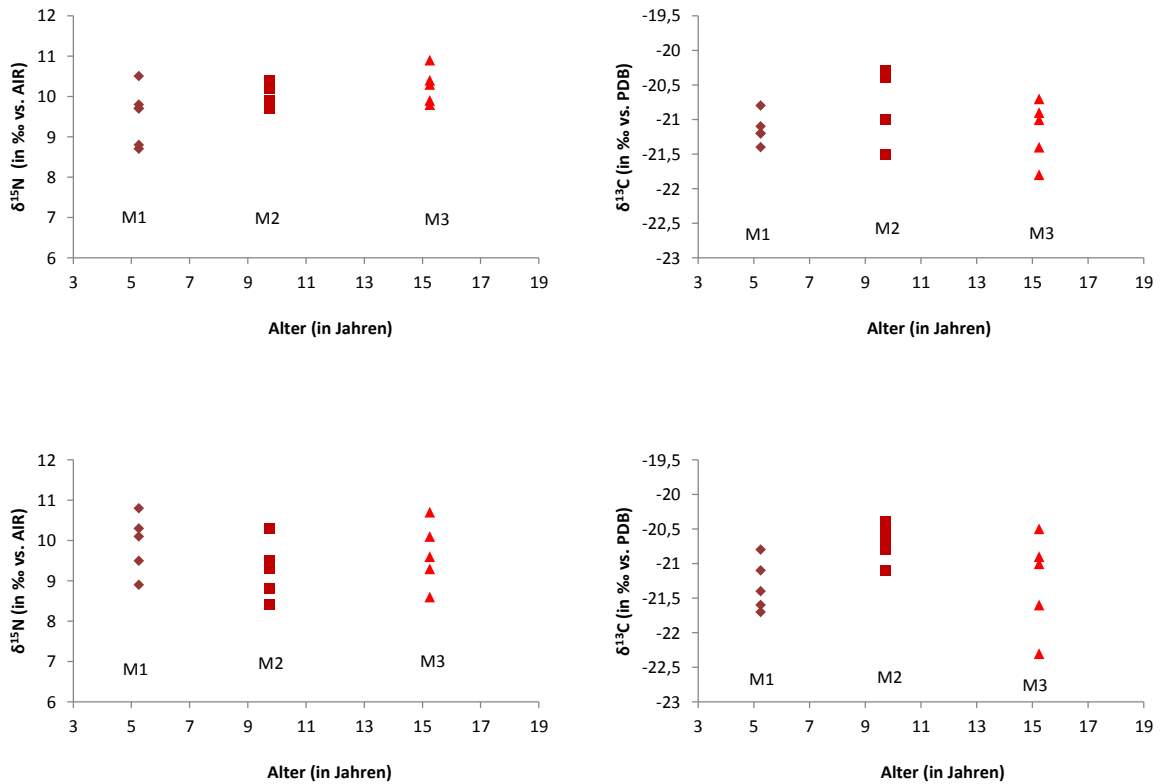 12
11
10
9
8
7
6
δ¹⁵N (in ‰ vs. AIR)
M1 M2 M3
3 5 7 9 11 13 15 17 19
Alter (in Jahren)
-19,5
-20
-20,5
-21
-21,5
-22
-22,5
-23
δ¹³C (in ‰ vs. PDB)
M1 M2 M3
3 5 7 9 11 13 15 17 19
Alter (in Jahren)
12
11
10
9
8
7
6
δ¹⁵N (in ‰ vs. AIR)
M1 M2 M3
3 5 7 9 11 13 15 17 19
Alter (in Jahren)
-19,5
-20
-20,5
-21
-21,5
-22
-22,5
-23
δ¹³C (in ‰ vs. PDB)
M1 M2 M3
3 5 7 9 11 13 15 17 19
Alter (in Jahren)